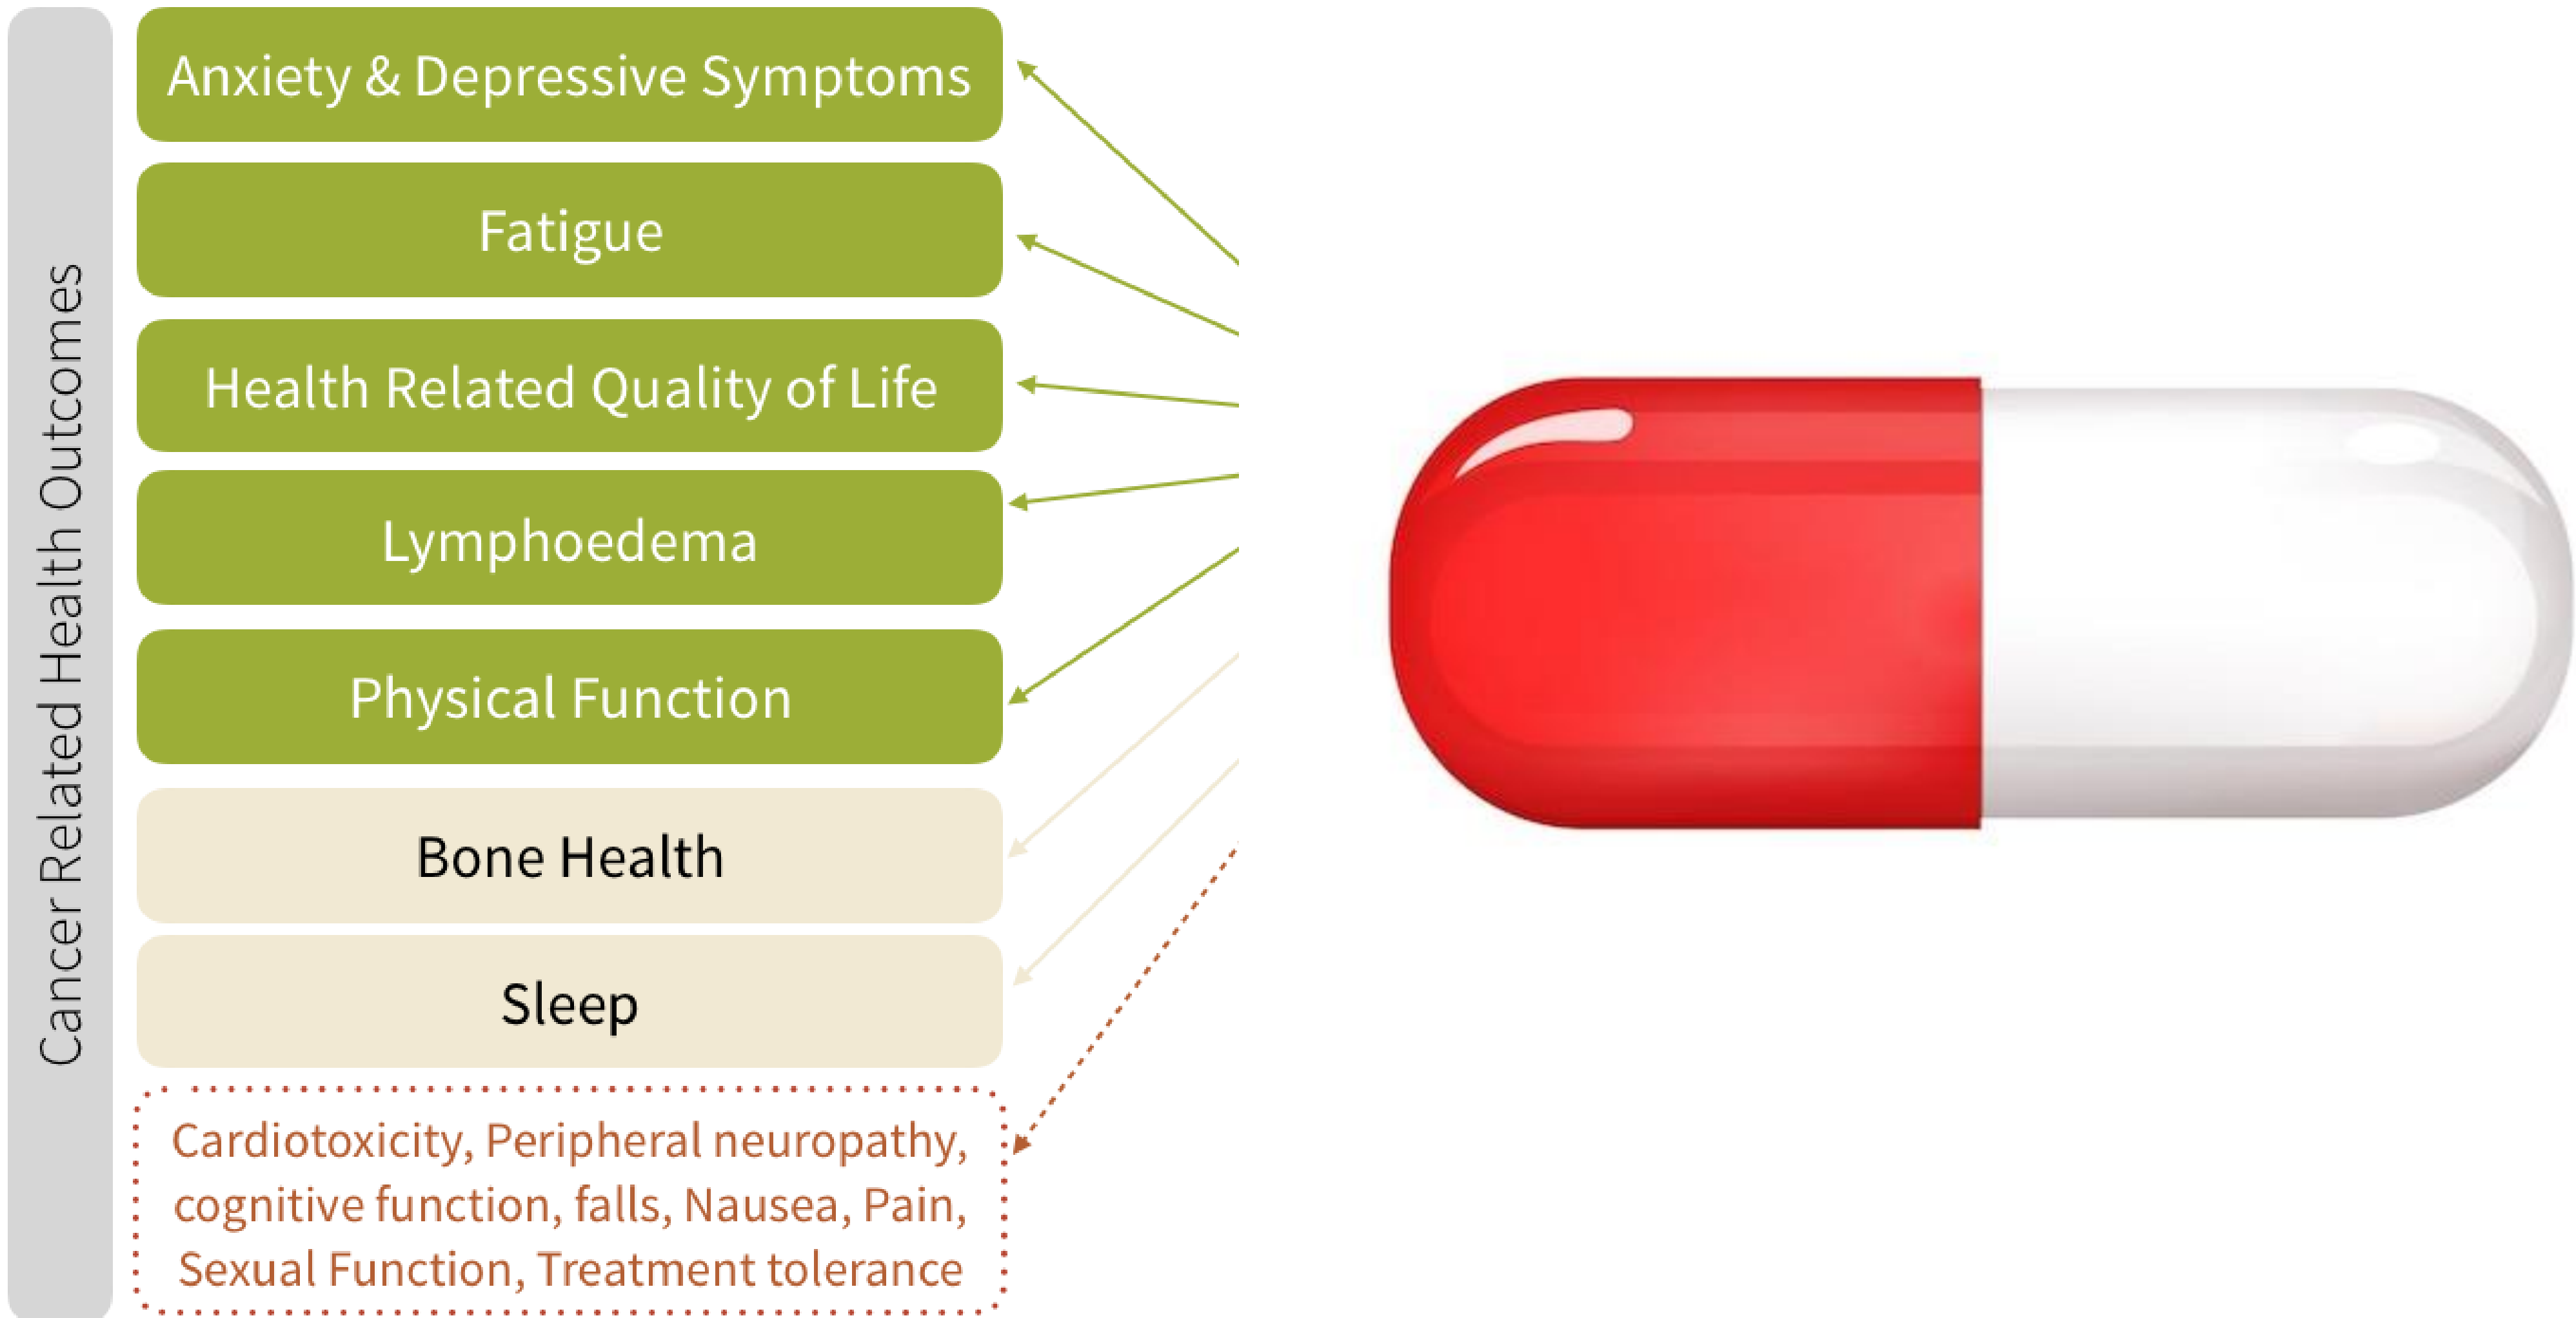 Cancer Related Health Outcomes
Anxiety & Depressive Symptoms
Fatigue
Health Related Quality of Life
Lymphoedema
Physical Function
Bone Health
Sleep
Cardiotoxicity, Peripheral neuropathy,
cognitive function, falls, Nausea, Pain,
Sexual Function, Treatment tolerance